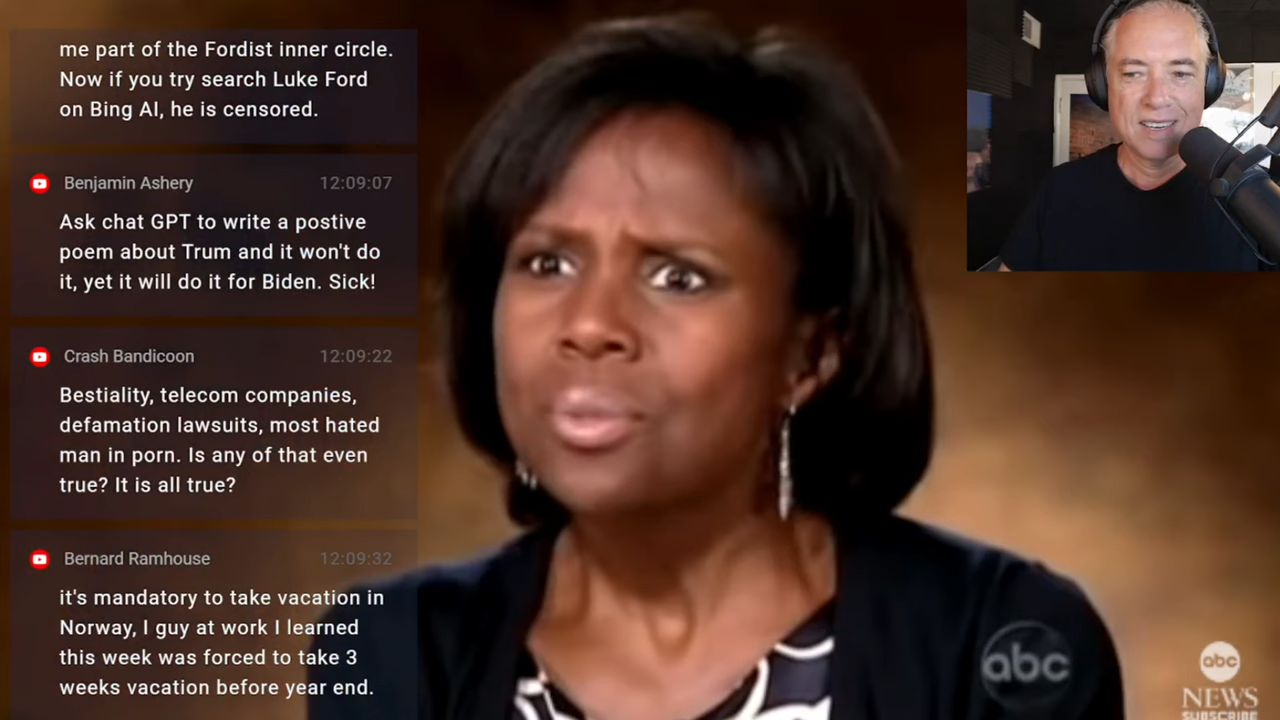 me part of the Fordist inner circle.
Now if you try search Luke Ford
on Bing AI, he is censored.
Benjamin Ashery 12:09:07
Ask chat GPT to write a postive
poem about Trum and it won't do
it, yet it will do it for Biden. Sick!
Crash Bandicoon 12:09:22
Bestiality, telecom companies,
defamation lawsuits, most hated
man in porn. Is any of that even
true? It is all true?
Bernard Ramhouse 12:09:32
it's mandatory to take vacation in
Norway, I guy at work I learned
this week was forced to take 3
weeks vacation before year end.
abc
abc
NEWS
SUBSCRIBE